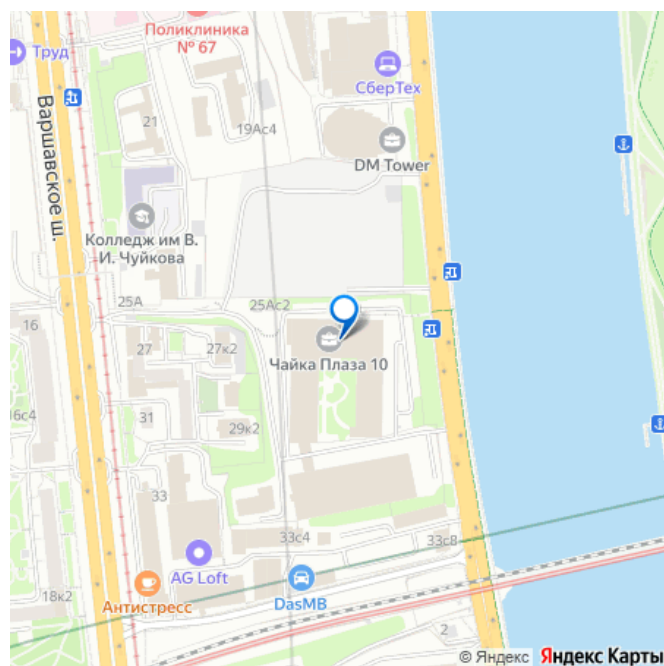 Поликлиника
№ 67
Труд
СберТех
21
19Ас4
DM Tower
Варшавское ш.
Колледж им В.
И. Чуйкова
25А
25Ас2
16
27
27к2
Чайка Плаза 10
16с4
31
29к2
33
33с4
33с8
AG Loft
DasMB
18к2
Антистресс
2
© Яндекс Яндекс Карты